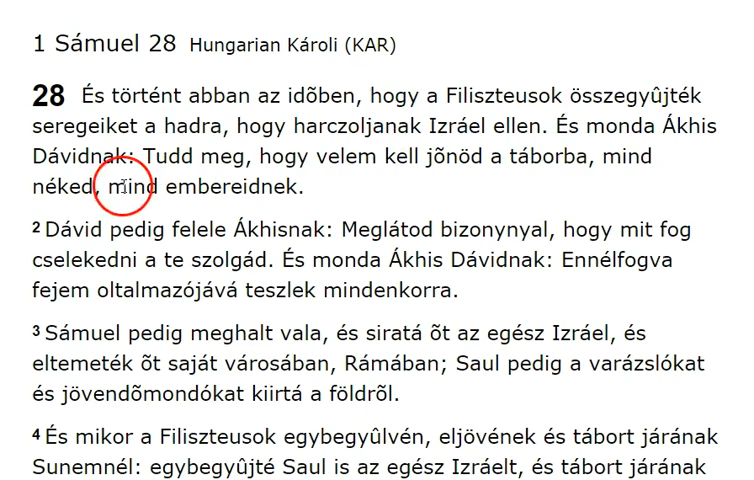 1 Sámuel 28 Hungarian Károli (KAR)
28 És történt abban az idõben, hogy a Filiszteusok összegyûjték
seregeiket a hadra, hogy harczoljanak Izráel ellen. És monda Ákhis
Dávidnak: Tudd meg, hogy velem kell jõnöd a táborba, mind
néked, mind embereidnek.
2 Dávid pedig felele Ákhisnak: Meglátod bizonynyal, hogy mit fog
cselekedni a te szolgád. És monda Ákhis Dávidnak: Ennélfogva
fejem oltalmazójává teszlek mindenkorra.
3 Sámuel pedig meghalt vala, és siratá õt az egész Izráel, és
eltemeték õt saját városában, Rámában; Saul pedig a varázslókat
és jövendõmondókat kiirtá a földrõl.
4 És mikor a Filiszteusok egybegyûlvén, eljövének és tábort járának
Sunemnél: egybegyûjté Saul is az egész Izráelt, és tábort járának